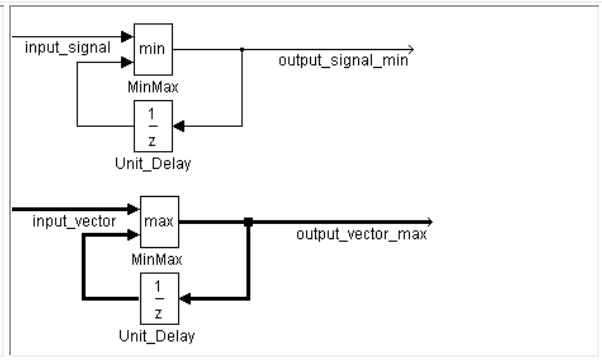 input_signal
min
output_signal_min
MinMax
1
z
Unit_Delay
input_vector
max
output_vector_max
MinMax
1
z
Unit_Delay